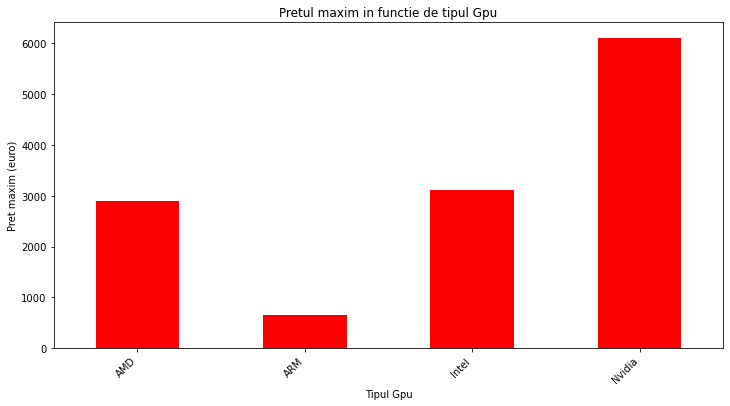 Pretul maxim in functie de tipul Gpu
Pret maxim (euro)
6000
5000
4000
3000
2000
1000
0
AMD
ARM
Intel
Nvidia
Tipul Gpu